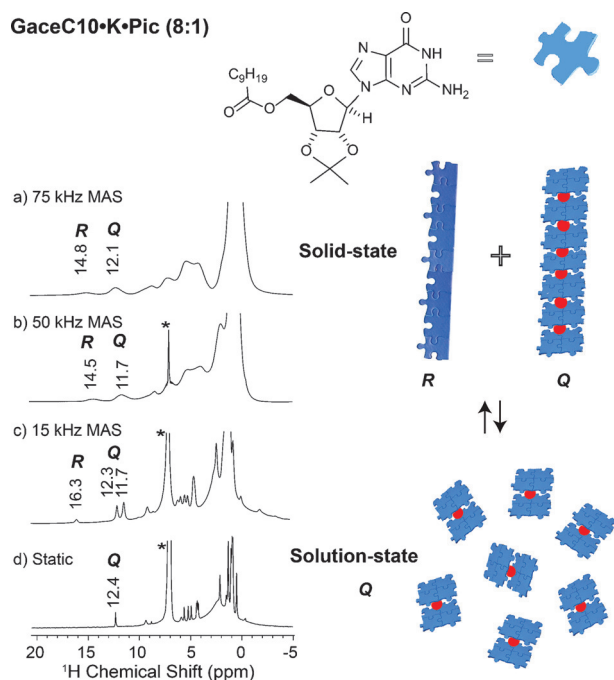 GaceC10•K•Pic (8:1)
O
N
NH
C9H19
N
N
NH2
O
O
O
H
O
O
=
a) 75 kHz MAS
R
Q
14.8
12.1
Solid-state
+
b) 50 kHz MAS
*
R
Q
14.5
11.7
R
Q
c) 15 kHz MAS
*
R
Q
16.3
12.3
11.7
d) Static
*
Q
12.4
Solution-state
Q
20 15 10 5 0 -5
1H Chemical Shift (ppm)